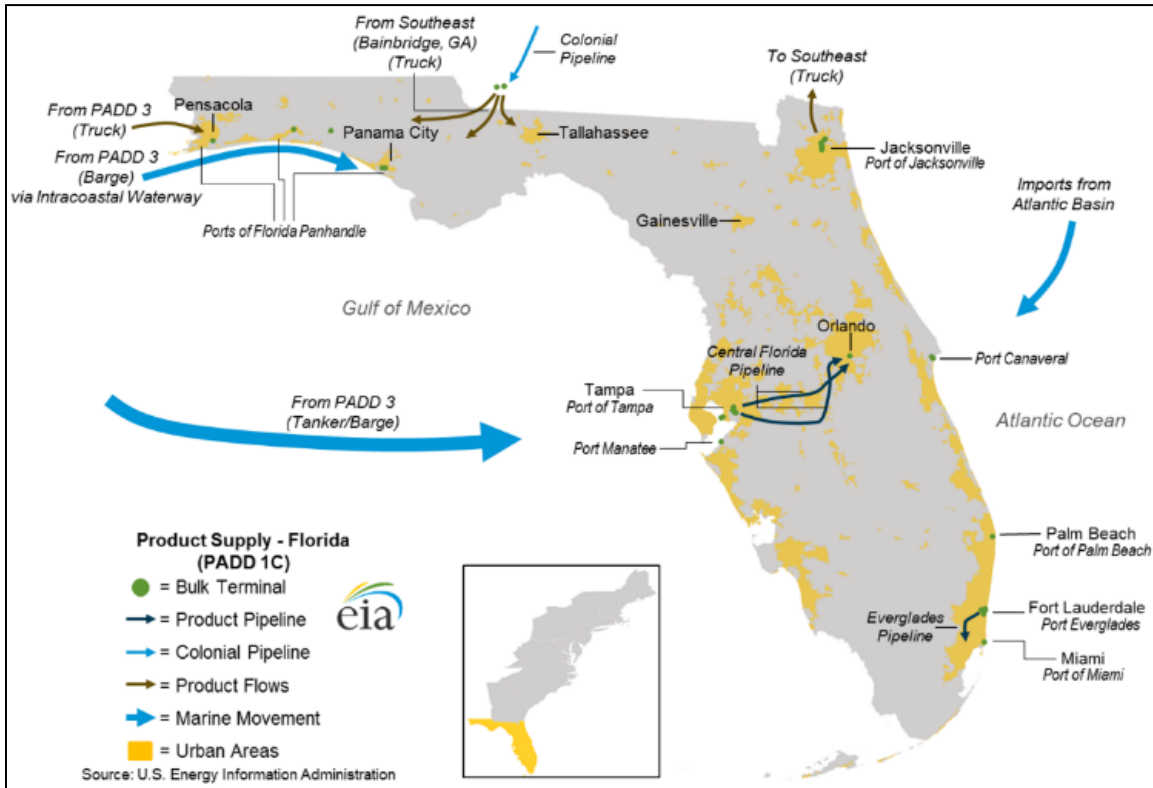 From Southeast
(Bainbridge, GA)
(Truck)
Colonial
Pipeline
To Southeast
(Truck)
From PADD 3
(Truck)
Pensacola
Panama City
Tallahassee
Jacksonville
Port of Jacksonville
From PADD 3
(Barge)
via Intracoastal Waterway
Ports of Florida Panhandle
Gainesville
Imports from
Atlantic Basin
Gulf of Mexico
Orlando
Central Florida
Pipeline
Port Canaveral
Tampa
Port of Tampa
From PADD 3
(Tanker/Barge)
Port Manatee
Atlantic Ocean
Product Supply - Florida
(PADD 1C)
= Bulk Terminal
= Product Pipeline
= Colonial Pipeline
= Product Flows
= Marine Movement
= Urban Areas
eia
Source: U.S. Energy Information Administration
Palm Beach
Port of Palm Beach
Everglades
Pipeline
Fort Lauderdale
Port Everglades
Miami
Port of Miami